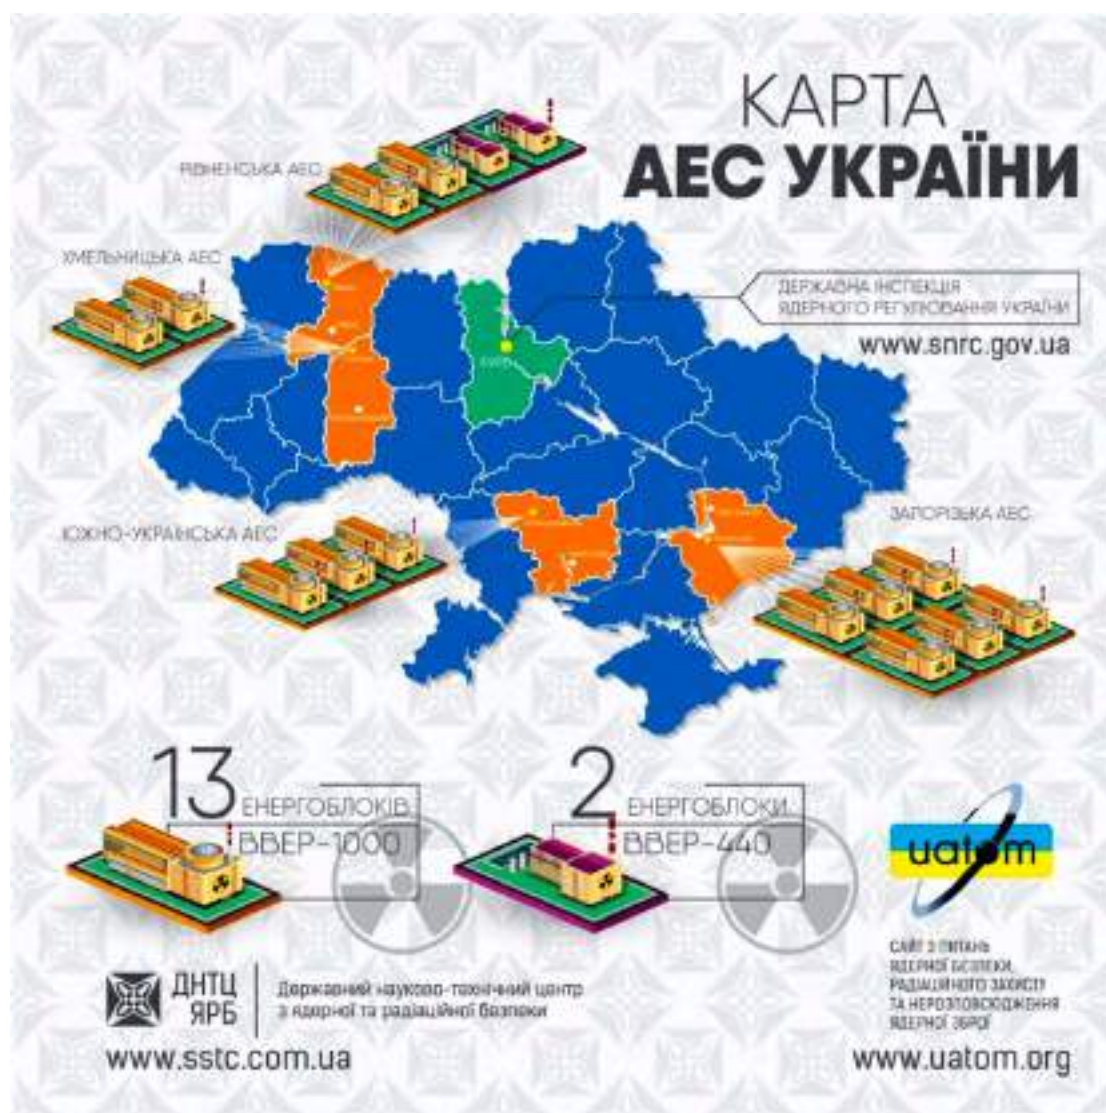 КАРТА
АЕС УКРАЇНИ
РІВНЕНСЬКА АЕС
ХМЕЛЬНИЦЬКА АЕС
ДЕРЖАВНА ІНСПЕКЦІЯ
ЯДЕРНОГО РЕГУЛЮВАННЯ УКРАЇНИ
www.snrc.gov.ua
КИЇВ
ЗАПОРІЗЬКА АЕС
ЮЖНО-УКРАЇНСЬКА АЕС
13 ЕНЕРГОБЛОКІВ
ВВЕР-1000
2 ЕНЕРГОБЛОКИ
ВВЕР-440
uatom
САЙТ З ПИТАНЬ
ЯДЕРНОЇ БЕЗПЕКИ,
РАДІАЦІЙНОГО ЗАХИСТУ
ТА НЕРОЗПОВСЮДЖЕННЯ
ЯДЕРНОЇ ЗБРОЇ
www.uatom.org
ДНТЦ
ЯРБ
Державний науково-технічний центр
з ядерної та радіаційної безпеки
www.sstc.com.ua